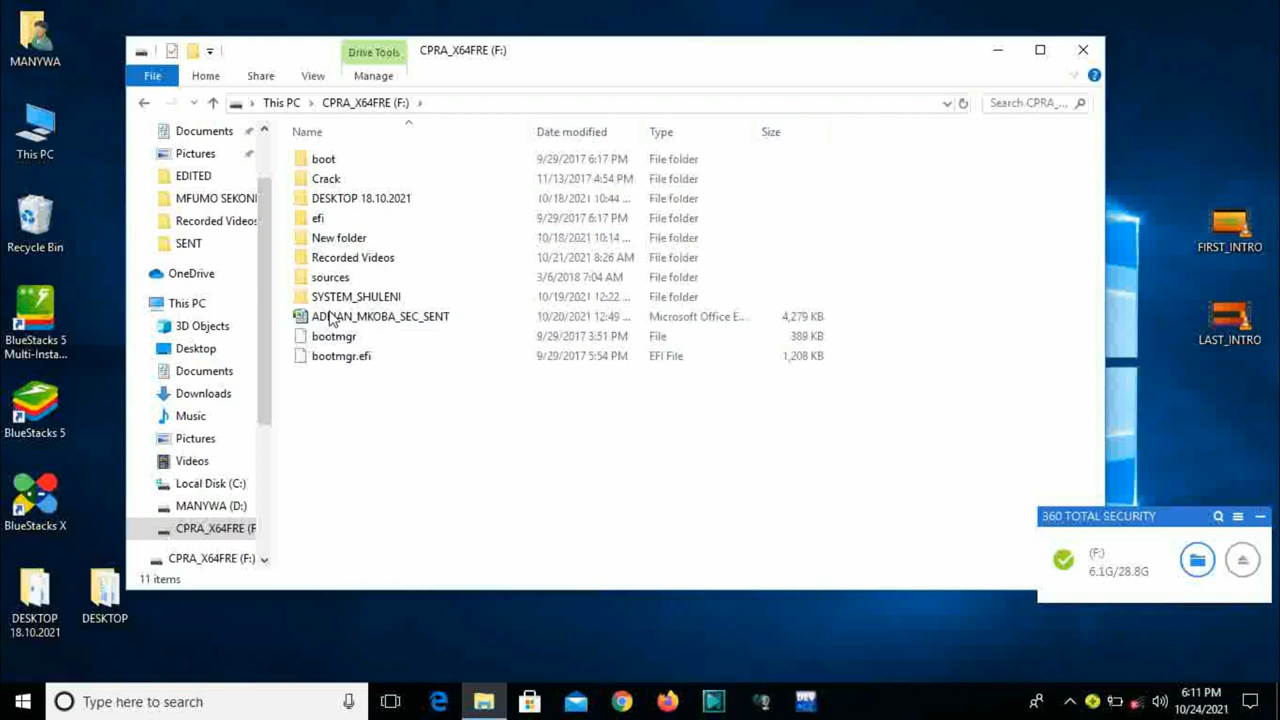 MANYWA
This PC
Recycle Bin
BlueStacks 5
Multi-Insta...
BlueStacks 5
BlueStacks X
DESKTOP
18.10.2021
DESKTOP
Drive Tools
CPRA_X64FRE (F:)
File
Home
Share
View
Manage
This PC
CPRA_X64FRE (F:)
Search CPRA_...
Documents
Pictures
EDITED
MFUMO SEKONI
Recorded Videos
SENT
OneDrive
This PC
3D Objects
Desktop
Documents
Downloads
Music
Pictures
Videos
Local Disk (C:)
MANYWA (D:)
CPRA_X64FRE (F
CPRA_X64FRE (F:)
Name Date modified Type Size
boot 9/29/2017 6:17 PM File folder
Crack 11/13/2017 4:54 PM File folder
DESKTOP 18.10.2021 10/18/2021 10:44 ... File folder
efi 9/29/2017 6:17 PM File folder
New folder 10/18/2021 10:14 ... File folder
Recorded Videos 10/21/2021 8:26 AM File folder
sources 3/6/2018 7:04 AM File folder
SYSTEM_SHULENI 10/19/2021 12:22 ... File folder
10/20/2021 12:49 ... Microsoft Office E... 4,279 KB
bootmgr 9/29/2017 3:51 PM File 389 KB
bootmgr.efi 9/29/2017 5:54 PM EFI File 1,208 KB
11 items
FIRST_INTRO
LAST_INTRO
360 TOTAL SECURITY
(F:)
6.1G/28.8G
Type here to search
6:11 PM
10/24/2021